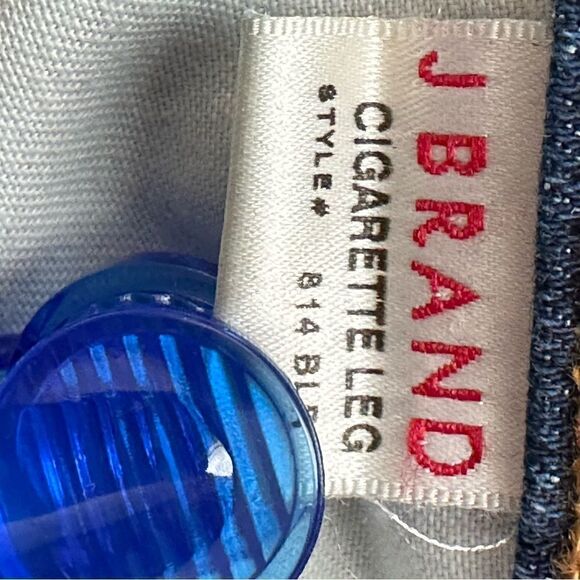 J BRAND
CIGARETTE LEG
STYLE# 814